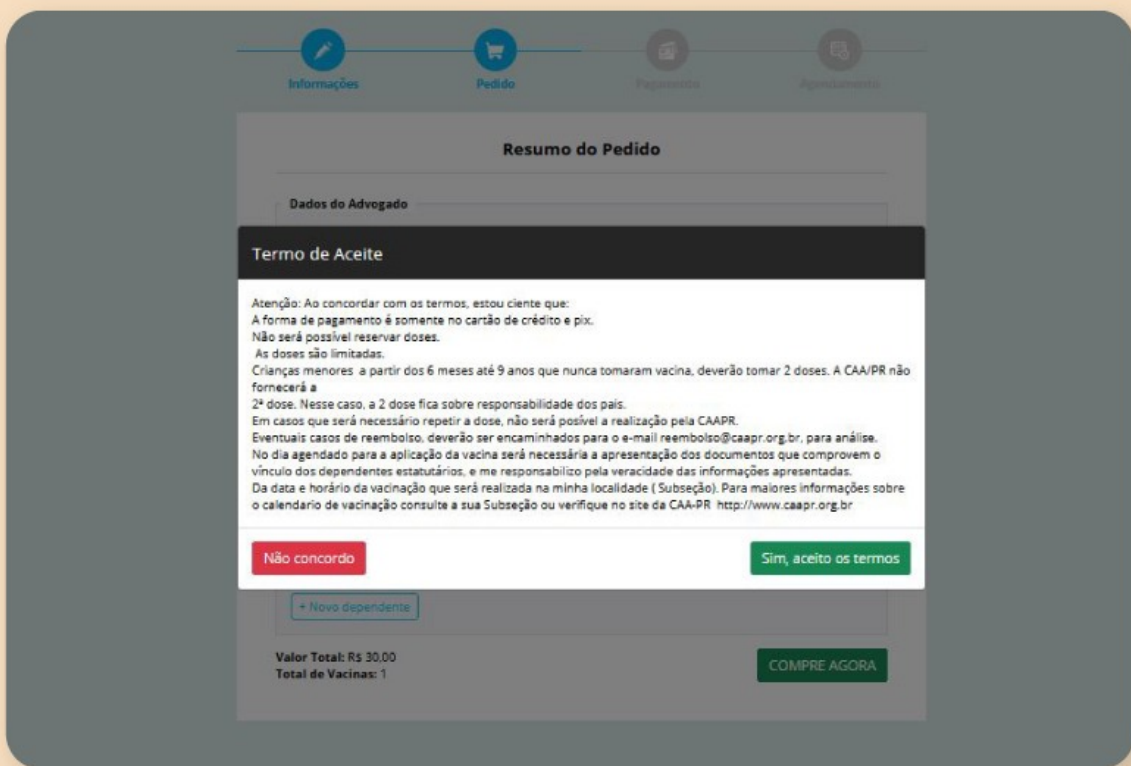 Informações
Pedido
Pagamento
Agendamento
Resumo do Pedido
Dados do Advogado
Termo de Aceite
Atenção: Ao concordar com os termos, estou ciente que:
A forma de pagamento é somente no cartão de crédito e pix.
Não será possível reservar doses.
As doses são limitadas.
Crianças menores a partir dos 6 meses até 9 anos que nunca tomaram vacina, deverão tomar 2 doses. A CAA/PR não
fornecerá a
2ª dose. Nesse caso, a 2 dose fica sobre responsabilidade dos pais.
Em casos que será necessário repetir a dose, não será posível a realização pela CAAPR.
Eventuais casos de reembolso, deverão ser encaminhados para o e-mail reembolso@caapr.org.br, para análise.
No dia agendado para a aplicação da vacina será necessária a apresentação dos documentos que comprovem o
vínculo dos dependentes estatutários, e me responsabilizo pela veracidade das informações apresentadas.
Da data e horário da vacinação que será realizada na minha localidade ( Subseção). Para maiores informações sobre
o calendario de vacinação consulte a sua Subseção ou verifique no site da CAA-PR http://www.caapr.org.br
Não concordo
Sim, aceito os termos
+ Novo dependente
Valor Total: R$ 30,00
Total de Vacinas: 1
COMPRE AGORA